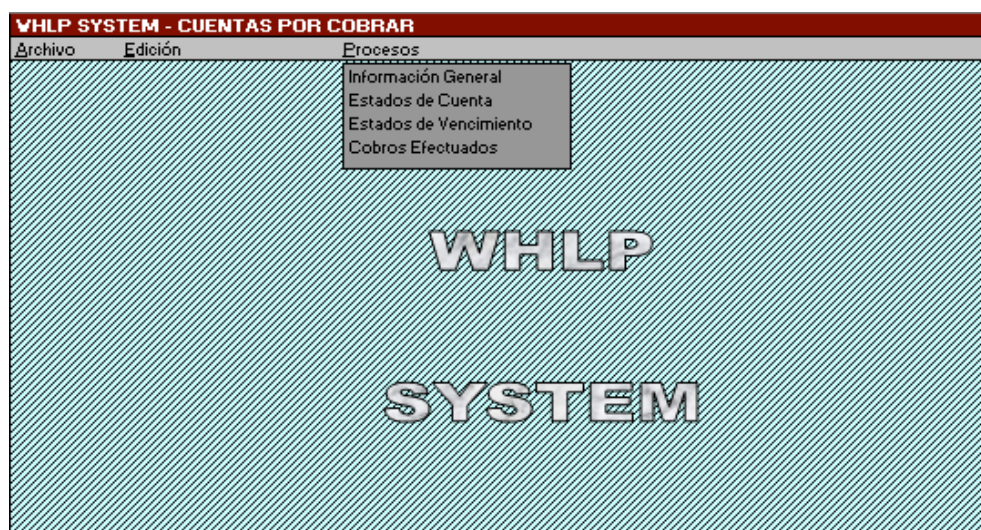 WHLP SYSTEM - CUENTAS POR COBRAR
Archivo Edición Procesos
Información General
Estados de Cuenta
Estados de Vencimiento
Cobros Efectuados
WHLP
SYSTEM